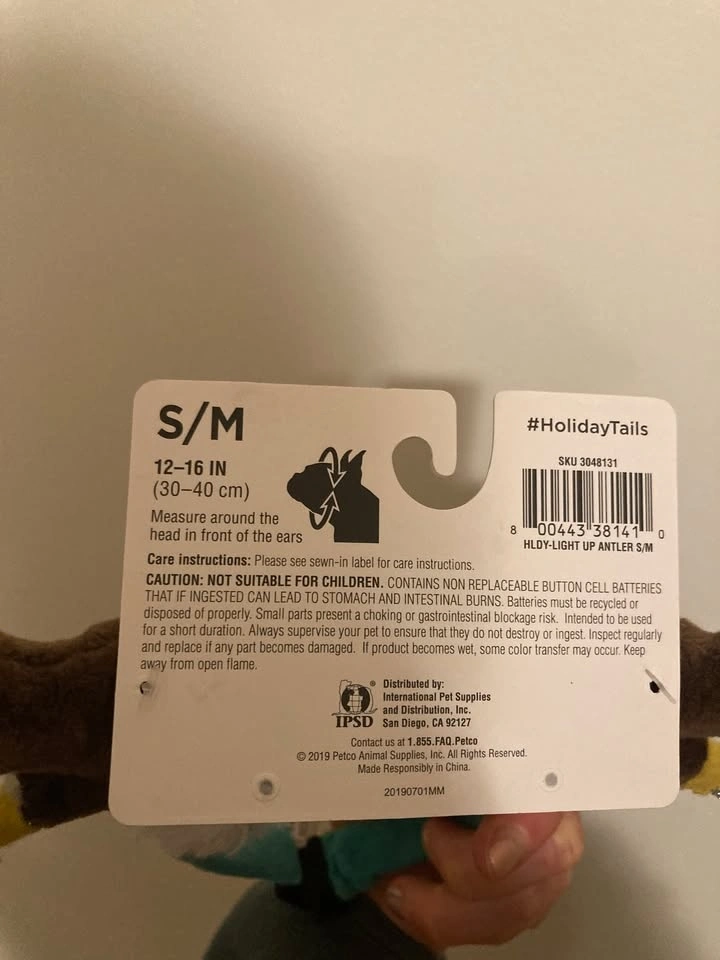 S/M
12–16 IN
(30–40 cm)
Measure around the
head in front of the ears
#HolidayTails
SKU 3048131
8 00443 38141 0
HLDY-LIGHT UP ANTLER S/M
Care instructions: Please see sewn-in label for care instructions.
CAUTION: NOT SUITABLE FOR CHILDREN. CONTAINS NON REPLACEABLE BUTTON CELL BATTERIES
THAT IF INGESTED CAN LEAD TO STOMACH AND INTESTINAL BURNS. Batteries must be recycled or
disposed of properly. Small parts present a choking or gastrointestinal blockage risk. Intended to be used
for a short duration. Always supervise your pet to ensure that they do not destroy or ingest. Inspect regularly
and replace if any part becomes damaged. If product becomes wet, some color transfer may occur. Keep
away from open flame.
IPSD
®
Distributed by:
International Pet Supplies
and Distribution, Inc.
San Diego, CA 92127
Contact us at 1.855.FAQ.Petco
© 2019 Petco Animal Supplies, Inc. All Rights Reserved.
Made Responsibly in China.
20190701MM